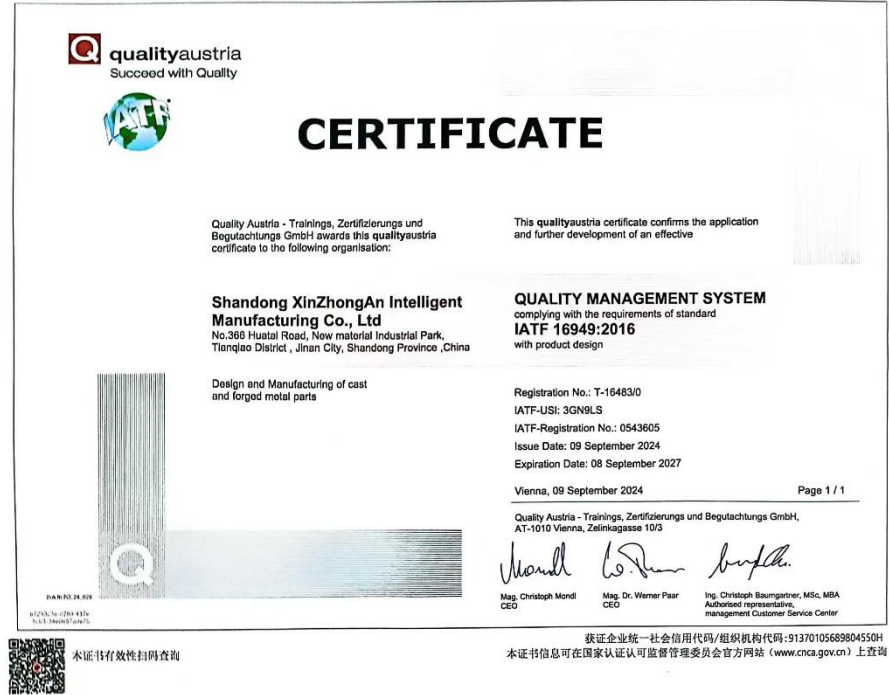 qualityaustria
Succeed with Quality
IATF
CERTIFICATE
Quality Austria - Trainings, Zertifizierungs und
Begutachtungs GmbH awards this qualityaustria
certificate to the following organisation:
This qualityaustria certificate confirms the application
and further development of an effective
Shandong XinZhongAn Intelligent
Manufacturing Co., Ltd
No.366 Huatai Road, New material Industrial Park,
Tianqiao District , Jinan City, Shandong Province ,China
Design and Manufacturing of cast
and forged metal parts
QUALITY MANAGEMENT SYSTEM
complying with the requirements of standard
IATF 16949:2016
with product design
Registration No.: T-16483/0
IATF-USI: 3GN9LS
IATF-Registration No.: 0543605
Issue Date: 09 September 2024
Expiration Date: 08 September 2027
Vienna, 09 September 2024
Page 1 / 1
Quality Austria - Trainings, Zertifizierungs und Begutachtungs GmbH,
AT-1010 Vienna, Zelinkagasse 10/3
Mag. Christoph Mondl
CEO
Mag. Dr. Werner Paar
CEO
Ing. Christoph Baumgartner, MSc, MBA
Authorised representative,
management Customer Service Center
获证企业统一社会信用代码/组织机构代码:91370105689804550H
本证书信息可在国家认证认可监督管理委员会官方网站（www.cnca.gov.cn）上查询
本证书有效性扫码查询